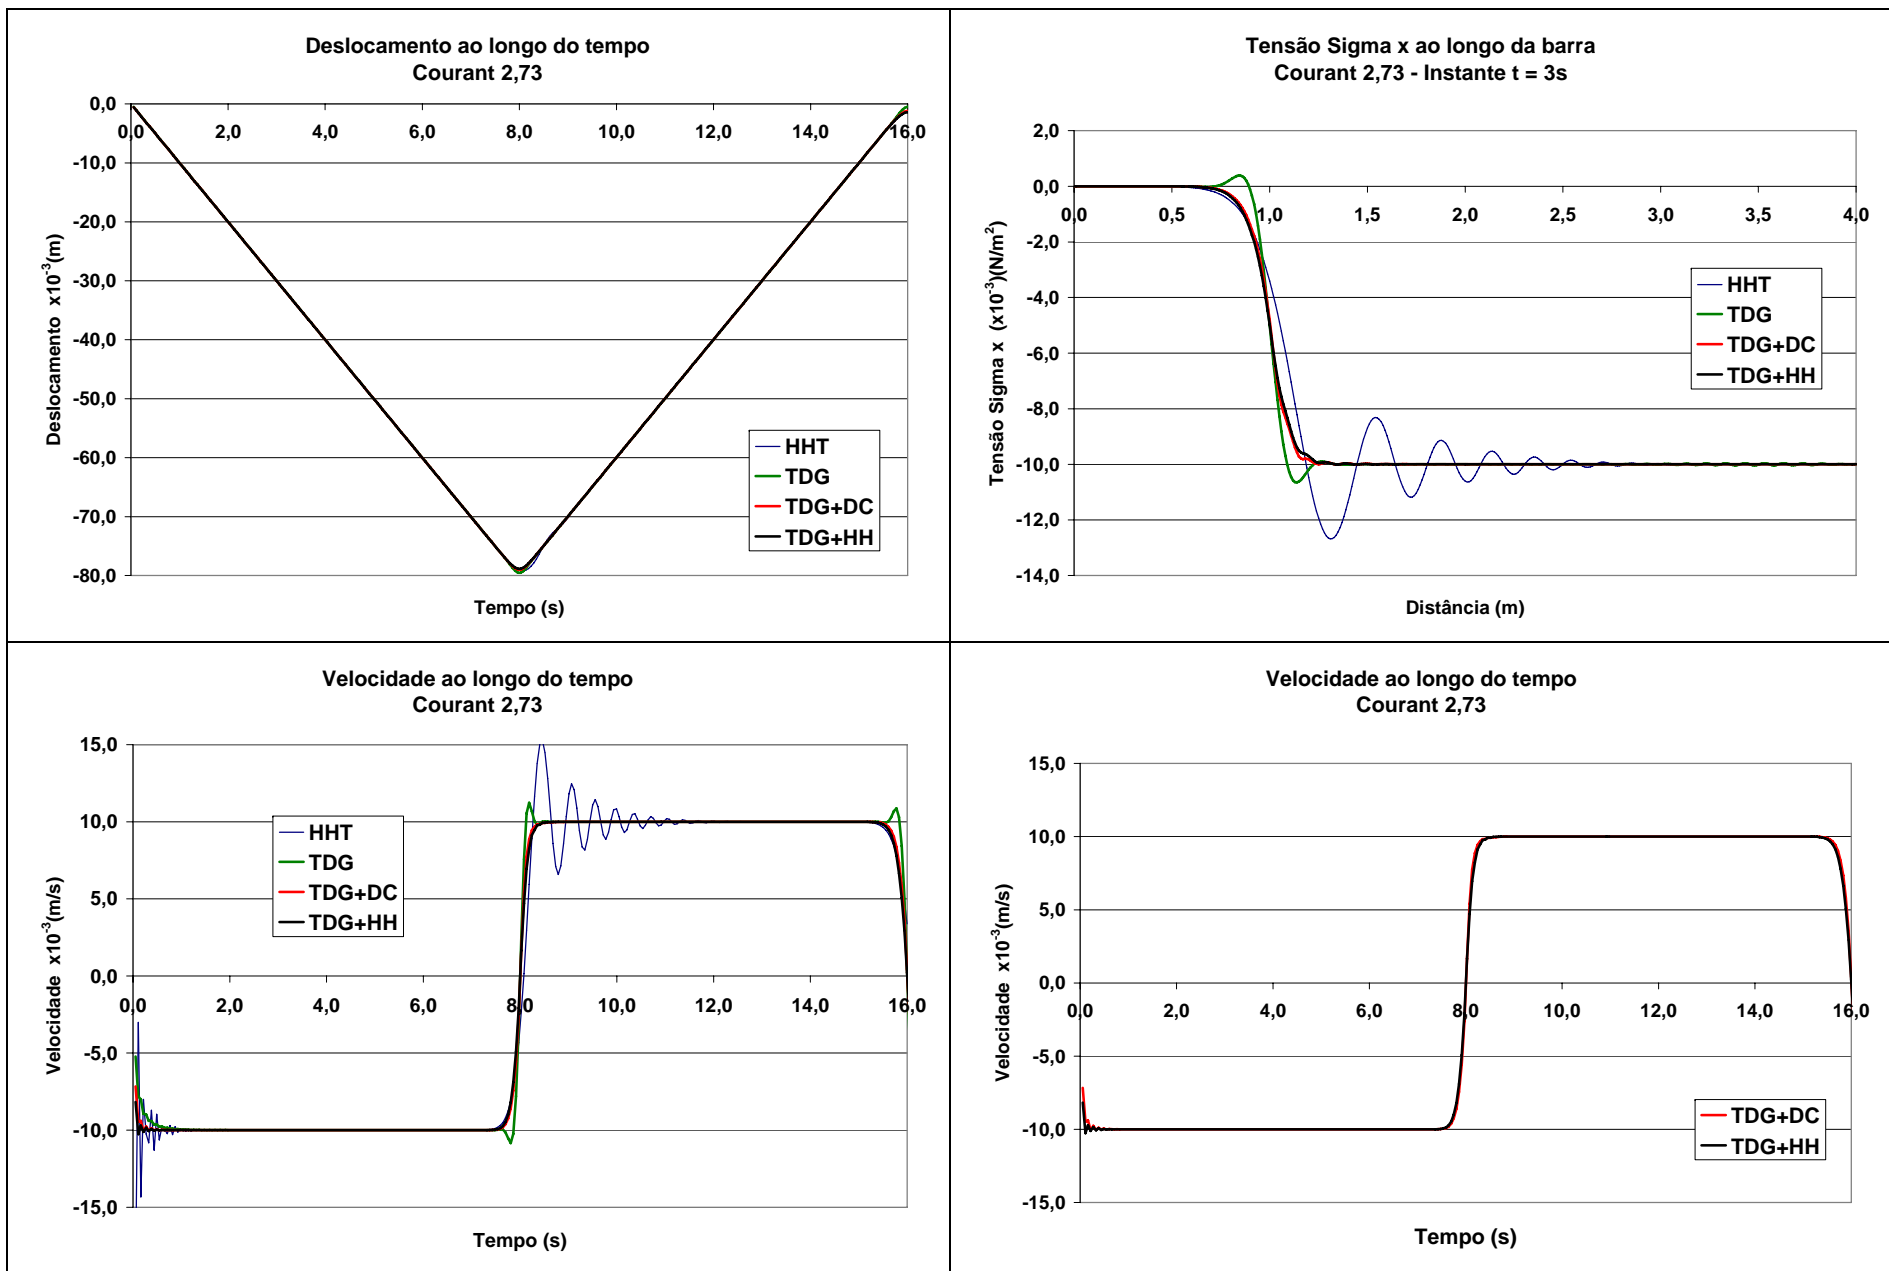 Deslocamento ao longo do tempo
Courant 2,73
0,0
-10,0
-20,0
-30,0
-40,0
-50,0
-60,0
-70,0
-80,0
0,0 2,0 4,0 6,0 8,0 10,0 12,0 14,0 16,0
Deslocamento x10⁻³(m)
Tempo (s)
HHT
TDG
TDG+DC
TDG+HH
Tensão Sigma x ao longo da barra
Courant 2,73 - Instante t = 3s
2,0
0,0
-2,0
-4,0
-6,0
-8,0
-10,0
-12,0
-14,0
0,0 0,5 1,0 1,5 2,0 2,5 3,0 3,5 4,0
Tensão Sigma x (x10⁻³)(N/m²)
Distância (m)
HHT
TDG
TDG+DC
TDG+HH
Velocidade ao longo do tempo
Courant 2,73
15,0
10,0
5,0
0,0
-5,0
-10,0
-15,0
0,0 2,0 4,0 6,0 8,0 10,0 12,0 14,0 16,0
Velocidade x10⁻³(m/s)
Tempo (s)
HHT
TDG
TDG+DC
TDG+HH
Velocidade ao longo do tempo
Courant 2,73
15,0
10,0
5,0
0,0
-5,0
-10,0
-15,0
0,0 2,0 4,0 6,0 8,0 10,0 12,0 14,0 16,0
Velocidade x10⁻³(m/s)
Tempo (s)
TDG+DC
TDG+HH